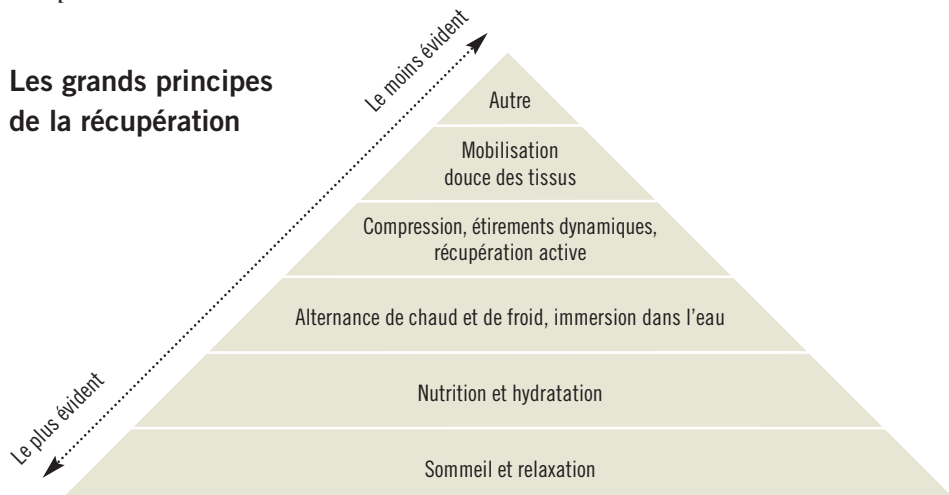 Les grands principes
de la récupération
Le moins évident
Le plus évident
Autre
Mobilisation
douce des tissus
Compression, étirements dynamiques,
récupération active
Alternance de chaud et de froid, immersion dans l'eau
Nutrition et hydratation
Sommeil et relaxation